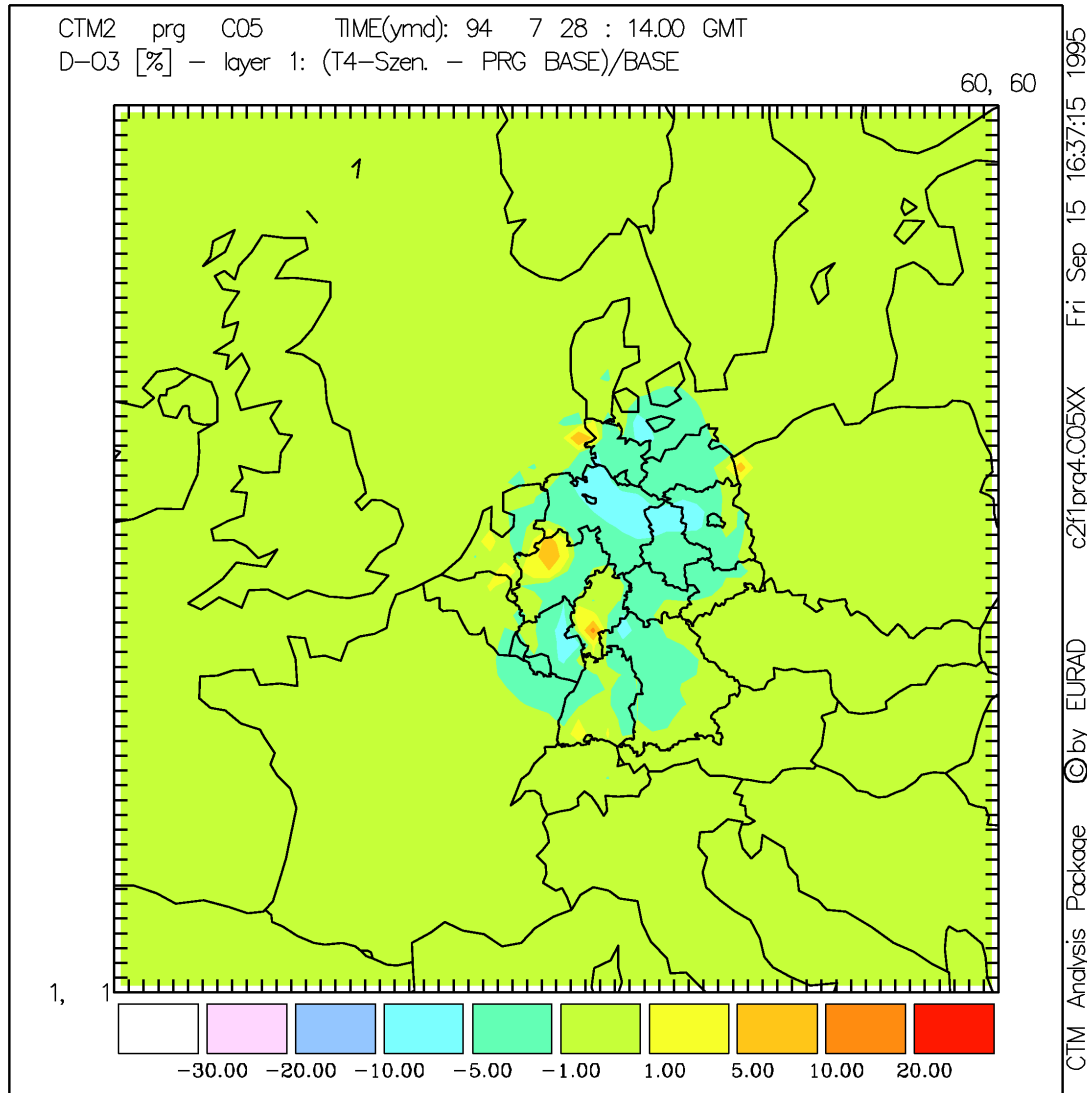 CTM2 prg C05 TIME(ymd): 94 7 28 : 14.00 GMT
D-O3 [%] - layer 1: (T4-Szen. - PRG BASE)/BASE
60, 60
1
1, 1
-30.00 -20.00 -10.00 -5.00 -1.00 1.00 5.00 10.00 20.00
CTM Analysis Package ©by EURAD c2f1prq4.C05XX Fri Sep 15 16:37:15 1995